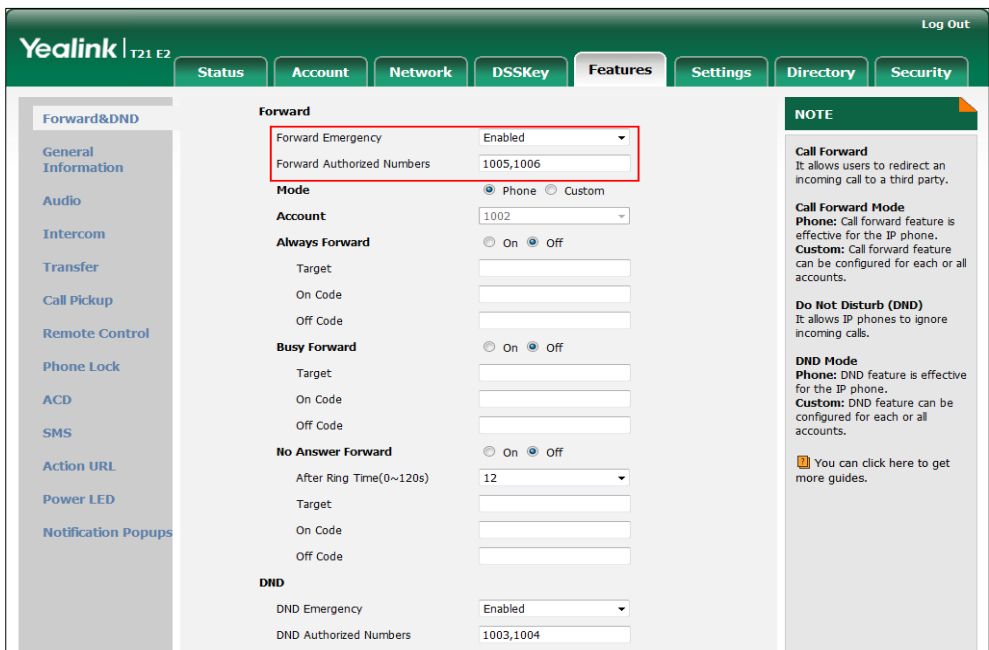 Log Out
Yealink T21 E2
Status Account Network DSSKey Features Settings Directory Security
Forward&DND
General
Information
Audio
Intercom
Transfer
Call Pickup
Remote Control
Phone Lock
ACD
SMS
Action URL
Power LED
Notification Popups
Forward
Forward Emergency Enabled
Forward Authorized Numbers 1005,1006
Mode Phone Custom
Account 1002
Always Forward On Off
Target
On Code
Off Code
Busy Forward On Off
Target
On Code
Off Code
No Answer Forward On Off
After Ring Time(0~120s) 12
Target
On Code
Off Code
DND
DND Emergency Enabled
DND Authorized Numbers 1003,1004
NOTE
Call Forward
It allows users to redirect an
incoming call to a third party.
Call Forward Mode
Phone: Call forward feature is
effective for the IP phone.
Custom: Call forward feature
can be configured for each or all
accounts.
Do Not Disturb (DND)
It allows IP phones to ignore
incoming calls.
DND Mode
Phone: DND feature is effective
for the IP phone.
Custom: DND feature can be
configured for each or all
accounts.
? You can click here to get
more guides.